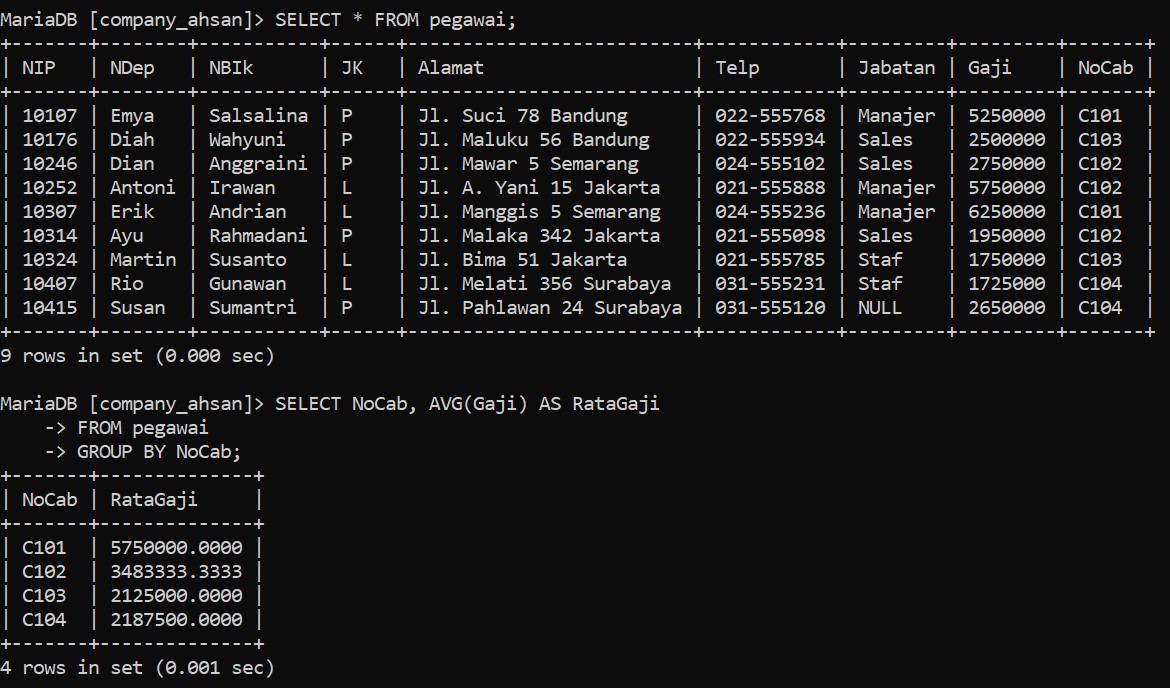 MariaDB [company_ahsan]> SELECT * FROM pegawai;
+-------+--------+-----------+------+--------------------------+------------+---------+---------+-------+
| NIP   | NDep   | NBIk      | JK   | Alamat                   | Telp       | Jabatan | Gaji    | NoCab |
+-------+--------+-----------+------+--------------------------+------------+---------+---------+-------+
| 10107 | Emya   | Salsalina | P    | Jl. Suci 78 Bandung      | 022-555768 | Manajer | 5250000 | C101  |
| 10176 | Diah   | Wahyuni   | P    | Jl. Maluku 56 Bandung    | 022-555934 | Sales   | 2500000 | C103  |
| 10246 | Dian   | Anggraini | P    | Jl. Mawar 5 Semarang     | 024-555102 | Sales   | 2750000 | C102  |
| 10252 | Antoni | Irawan    | L    | Jl. A. Yani 15 Jakarta   | 021-555888 | Manajer | 5750000 | C102  |
| 10307 | Erik   | Andrian   | L    | Jl. Manggis 5 Semarang   | 024-555236 | Manajer | 6250000 | C101  |
| 10314 | Ayu    | Rahmadani | P    | Jl. Malaka 342 Jakarta   | 021-555098 | Sales   | 1950000 | C102  |
| 10324 | Martin | Susanto   | L    | Jl. Bima 51 Jakarta      | 021-555785 | Staf    | 1750000 | C103  |
| 10407 | Rio    | Gunawan   | L    | Jl. Melati 356 Surabaya  | 031-555231 | Staf    | 1725000 | C104  |
| 10415 | Susan  | Sumantri  | P    | Jl. Pahlawan 24 Surabaya | 031-555120 | NULL    | 2650000 | C104  |
+-------+--------+-----------+------+--------------------------+------------+---------+---------+-------+
9 rows in set (0.000 sec)
MariaDB [company_ahsan]> SELECT NoCab, AVG(Gaji) AS RataGaji
    -> FROM pegawai
    -> GROUP BY NoCab;
+-------+--------------+
| NoCab | RataGaji     |
+-------+--------------+
| C101  | 5750000.0000 |
| C102  | 3483333.3333 |
| C103  | 2125000.0000 |
| C104  | 2187500.0000 |
+-------+--------------+
4 rows in set (0.001 sec)